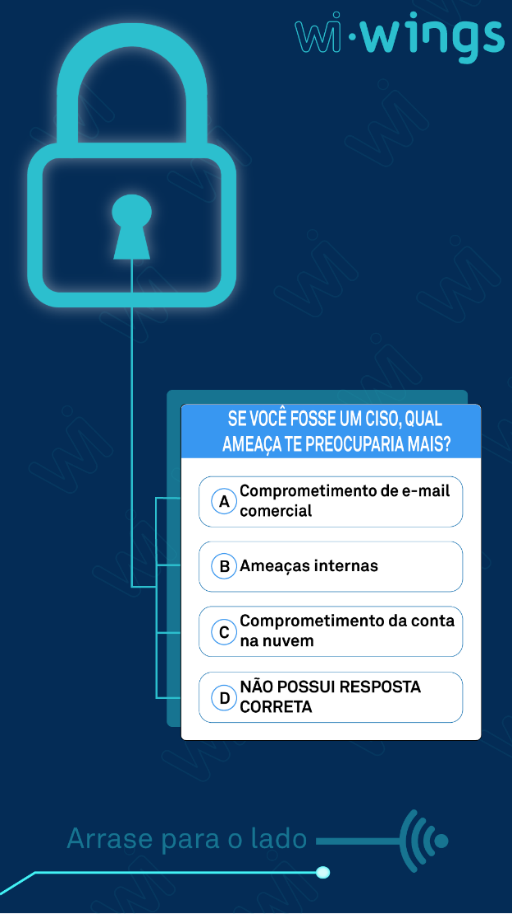 wi·wings
SE VOCÊ FOSSE UM CISO, QUAL
AMEAÇA TE PREOCUPARIA MAIS?
A Comprometimento de e-mail
comercial
B Ameaças internas
C Comprometimento da conta
na nuvem
D NÃO POSSUI RESPOSTA
CORRETA
Arrase para o lado